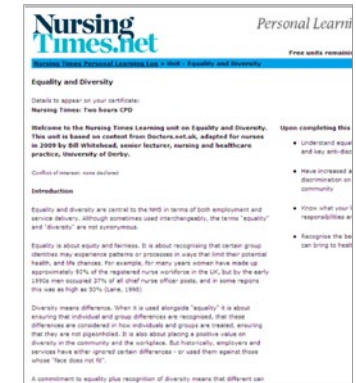 Nursing
Times.net
Personal Learni
Free units remainin
Nursing Times Personal Learning Log > Unit - Equality and Diversity
Equality and Diversity
Details to appear on your certificate:
Nursing Times: Two hours CPD
Welcome to the Nursing Times Learning unit on Equality and Diversity.
This unit is based on content from Doctors.net.uk, adapted for nurses
in 2009 by Bill Whitehead, senior lecturer, nursing and healthcare
practice, University of Derby.
Conflict of interest: none declared
Introduction
Equality and diversity are central to the NHS in terms of both employment and
service delivery. Although sometimes used interchangeably, the terms "equality"
and "diversity" are not synonymous.
Equality is about equity and fairness. It is about recognising that certain group
identities may experience patterns or processes in ways that limit their potential
health, and life chances. For example, for many years women have made up
approximately 90% of the registered nurse workforce in the UK, but by the early
1990s men occupied 37% of all chief nurse officer posts, and in some regions
this was as high as 50% (Lane, 1998)
Diversity means difference. When it is used alongside "equality" it is about
ensuring that individual and group differences are recognised, that these
differences are considered in how individuals and groups are treated, ensuring
that they are not pigeonholed. It is also about placing a positive value on
diversity in the community and the workplace. But historically, employers and
services have either ignored certain differences - or used them against those
whose "face does not fit".
A commitment to equality plus recognition of diversity means that different can
Upon completing this
Understand equa
and key anti-disc
Have increased a
discrimination on
community
Know what your l
responsibilities ar
Recognise the be
can bring to healt